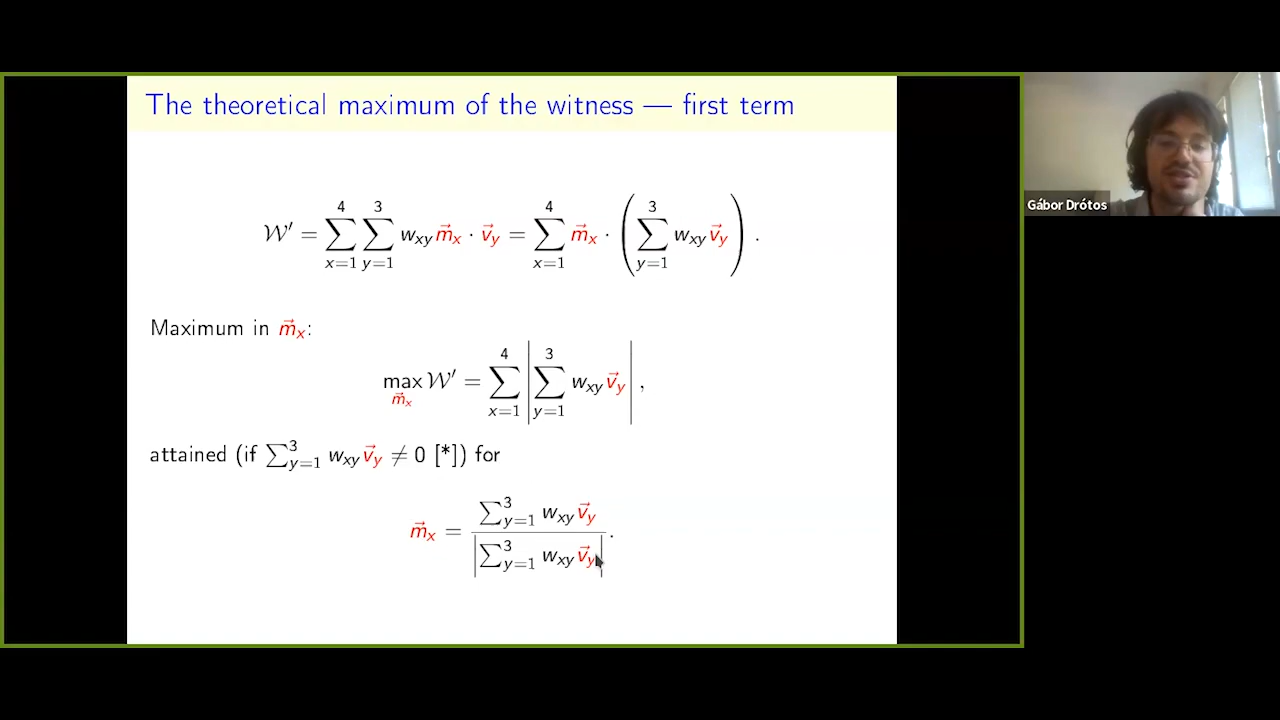 The theoretical maximum of the witness — first term
𝒲′ = ∑_{x=1}^{4} ∑_{y=1}^{3} w_{xy} m⃗_x · v⃗_y = ∑_{x=1}^{4} m⃗_x · (∑_{y=1}^{3} w_{xy} v⃗_y) .
Maximum in m⃗_x:
max_{m⃗_x} 𝒲′ = ∑_{x=1}^{4} |∑_{y=1}^{3} w_{xy} v⃗_y| ,
attained (if ∑_{y=1}^{3} w_{xy} v⃗_y ≠ 0 [*]) for
m⃗_x = \frac{∑_{y=1}^{3} w_{xy} v⃗_y}{|∑_{y=1}^{3} w_{xy} v⃗_y|} .
Gábor Drótos